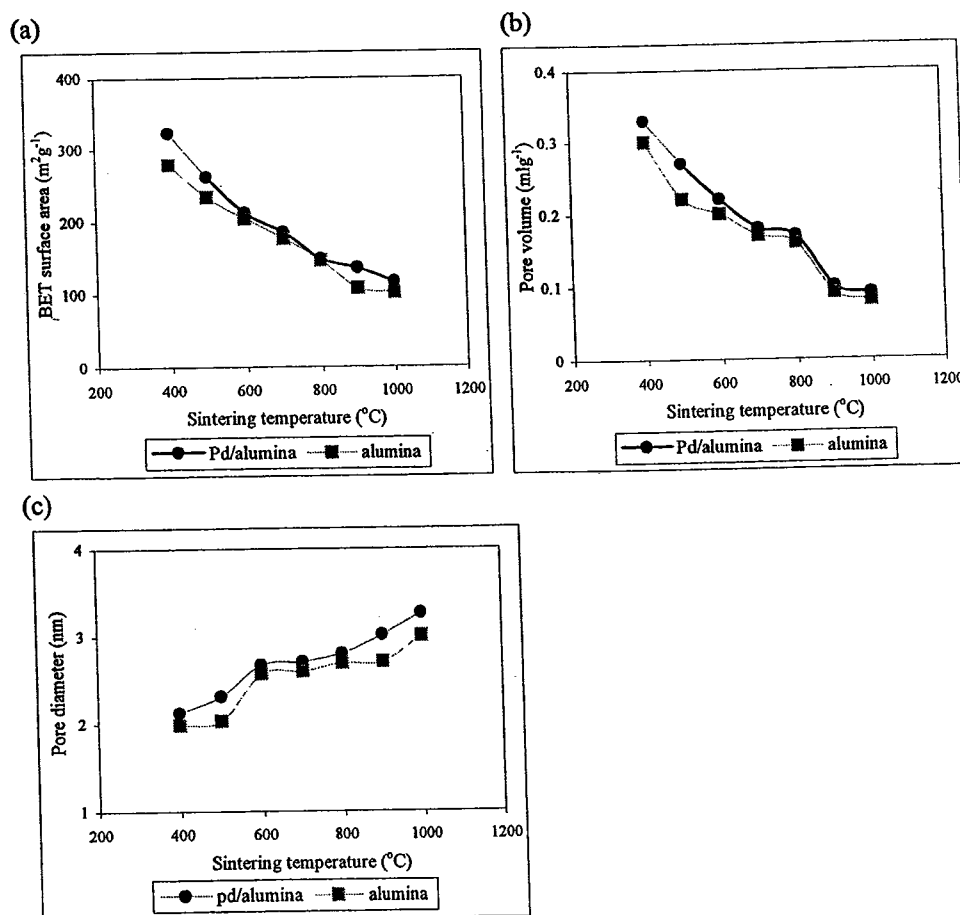 (a)
400
300
200
100
0
BET surface area (m²g⁻¹)
200 400 600 800 1000 1200
Sintering temperature (°C)
Pd/alumina alumina
(b)
0.4
0.3
0.2
0.1
0
Pore volume (mlg⁻¹)
200 400 600 800 1000 1200
Sintering temperature (°C)
Pd/alumina alumina
(c)
4
3
2
1
Pore diameter (nm)
200 400 600 800 1000 1200
Sintering temperature (°C)
pd/alumina alumina